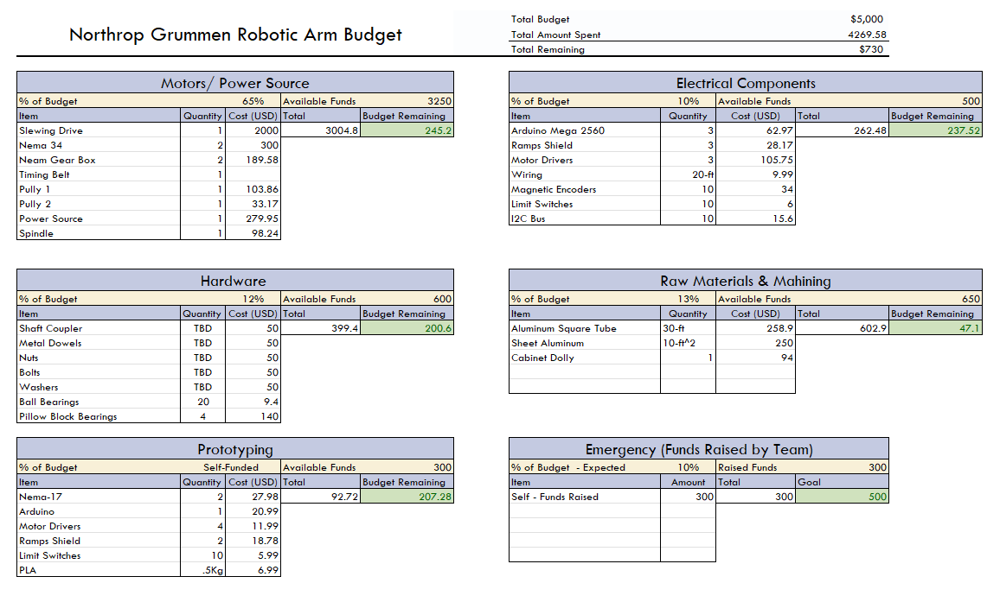 Northrop Grummen Robotic Arm Budget
Total Budget $5,000
Total Amount Spent 4269.58
Total Remaining $730
Motors/ Power Source
% of Budget 65% Available Funds 3250
Item Quantity Cost (USD) Total Budget Remaining
Slewing Drive 1 2000 3004.8 245.2
Nema 34 2 300
Neam Gear Box 2 189.58
Timing Belt 1
Pully 1 1 103.86
Pully 2 1 33.17
Power Source 1 279.95
Spindle 1 98.24
Electrical Components
% of Budget 10% Available Funds 500
Item Quantity Cost (USD) Total Budget Remaining
Arduino Mega 2560 3 62.97 262.48 237.52
Ramps Shield 3 28.17
Motor Drivers 3 105.75
Wiring 20-ft 9.99
Magnetic Encoders 10 34
Limit Switches 10 6
I2C Bus 10 15.6
Hardware
% of Budget 12% Available Funds 600
Item Quantity Cost (USD) Total Budget Remaining
Shaft Coupler TBD 50 399.4 200.6
Metal Dowels TBD 50
Nuts TBD 50
Bolts TBD 50
Washers TBD 50
Ball Bearings 20 9.4
Pillow Block Bearings 4 140
Raw Materials & Mahining
% of Budget 13% Available Funds 650
Item Quantity Cost (USD) Total Budget Remaining
Aluminum Square Tube 30-ft 258.9 602.9 47.1
Sheet Aluminum 10-ft^2 250
Cabinet Dolly 1 94
Prototyping
% of Budget Self-Funded Available Funds 300
Item Quantity Cost (USD) Total Budget Remaining
Nema-17 2 27.98 92.72 207.28
Arduino 1 20.99
Motor Drivers 4 11.99
Ramps Shield 2 18.78
Limit Switches 10 5.99
PLA .5Kg 6.99
Emergency (Funds Raised by Team)
% of Budget - Expected 10% Raised Funds 300
Item Amount Total Goal
Self - Funds Raised 300 300 500